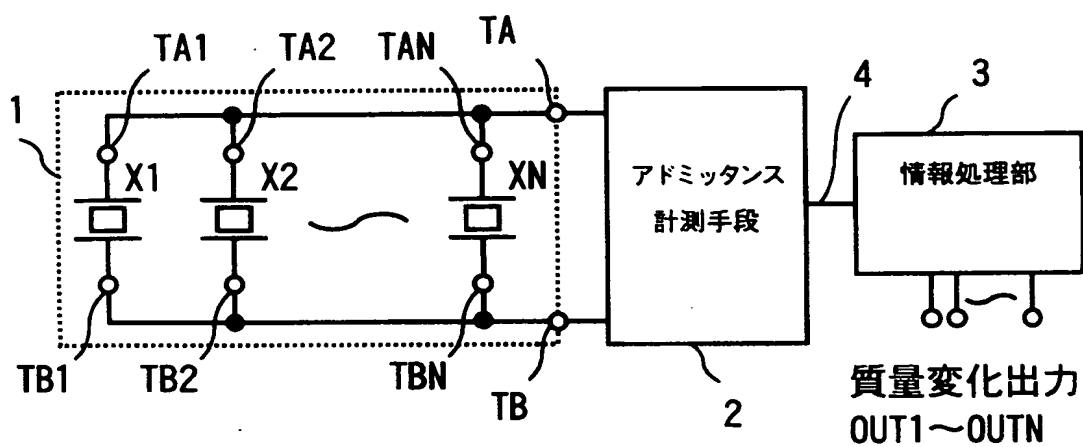 TA1
TA2
TAN
TA
1
X1
X2
XN
アドミッタンス
計測手段
4
3
情報処理部
TB1
TB2
TBN
TB
2
質量変化出力
OUT1～OUTN